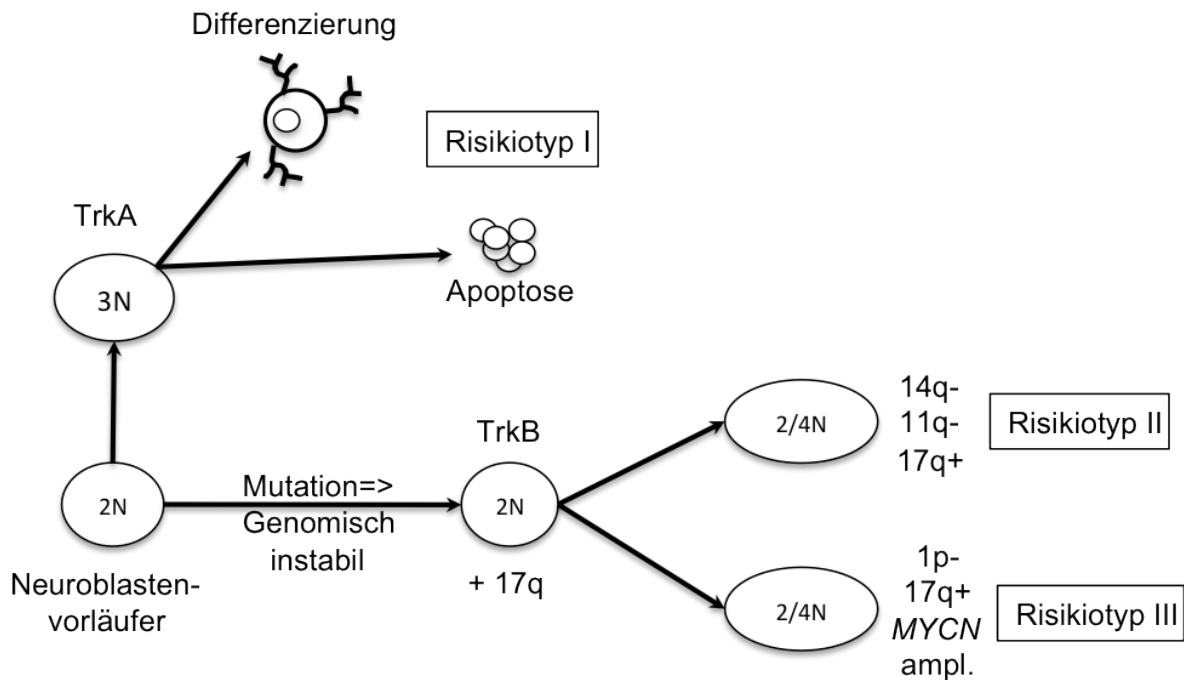 Differenzierung
Risikiotyp I
TrkA
3N
Apoptose
14q-
11q-
17q+
2/4N
Risikiotyp II
TrkB
2N
Mutation=>
Genomisch
instabil
2N
Neuroblasten-
vorläufer
+ 17q
1p-
17q+
MYCN
ampl.
2/4N
Risikiotyp III